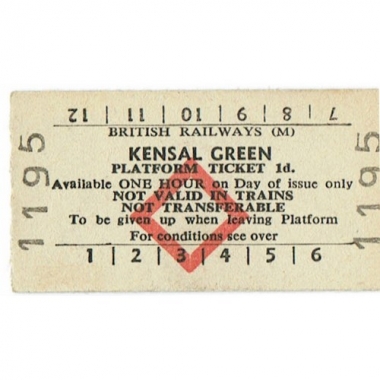 12 | 11 | 10 | 9 | 8 | 7
BRITISH RAILWAYS (M)
KENSAL GREEN
PLATFORM TICKET 1d.
Available ONE HOUR on Day of issue only
NOT VALID IN TRAINS
NOT TRANSFERABLE
To be given up when leaving Platform
For conditions see over
1 | 2 | 3 | 4 | 5 | 6
1195
1195